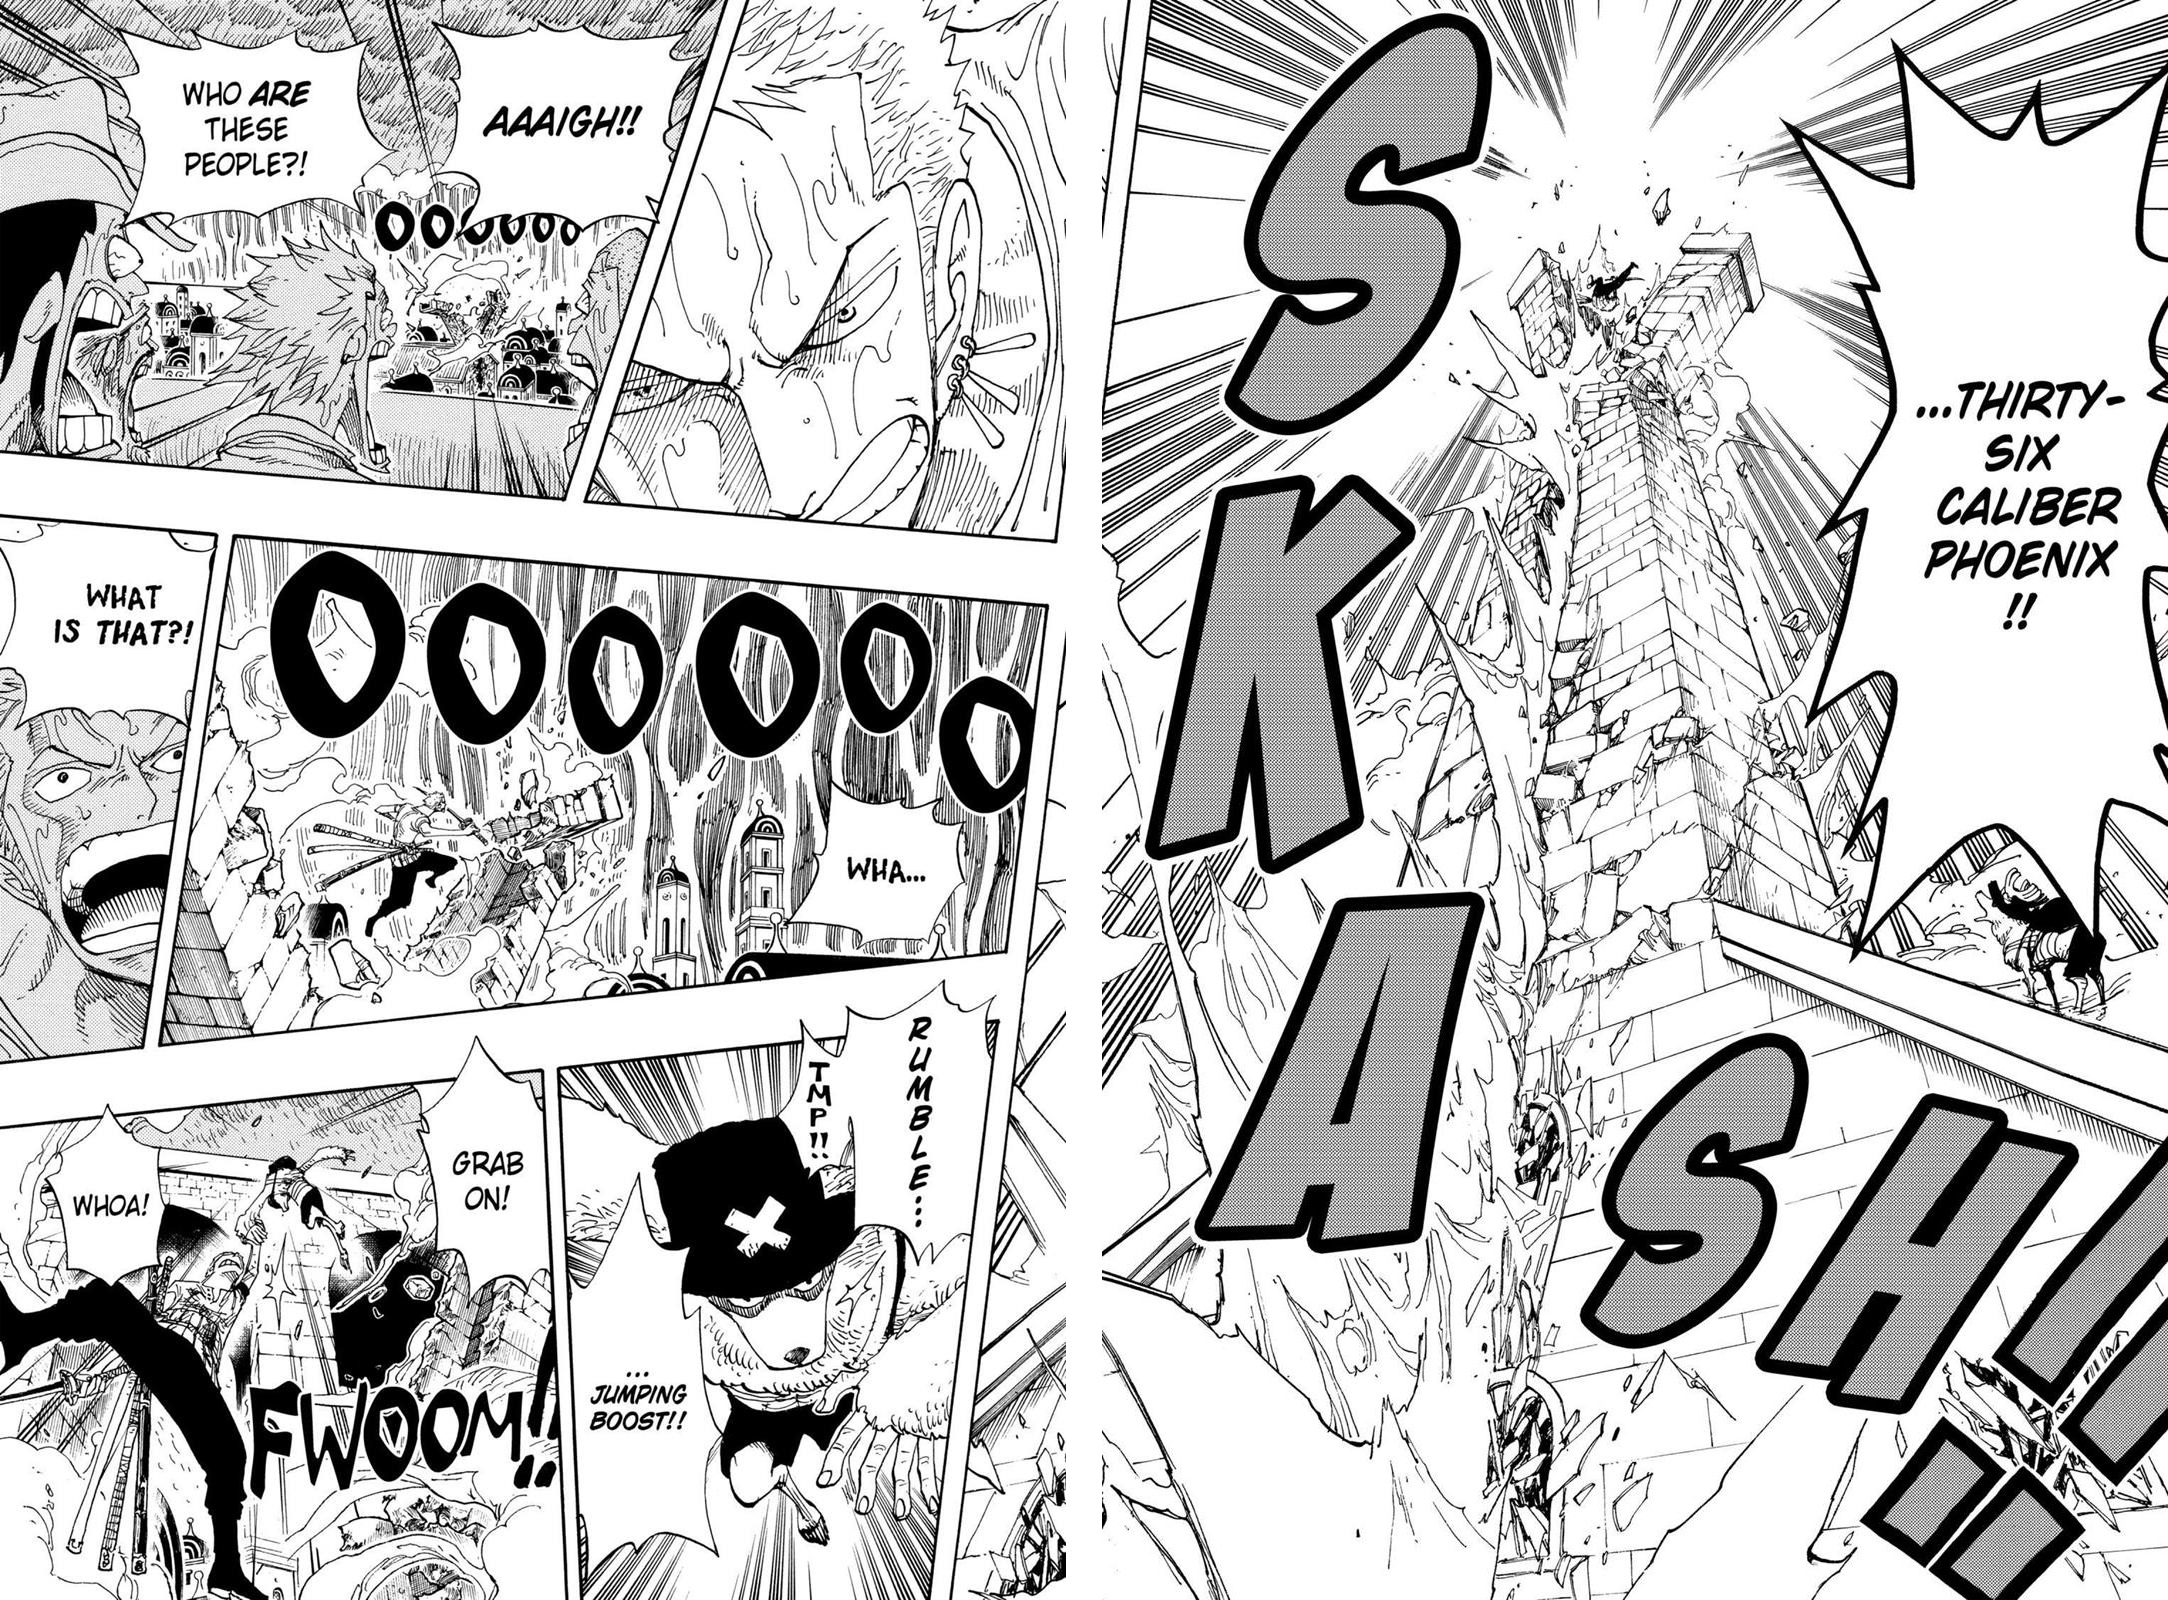 ...THIRTY-
SIX
CALIBER
PHOENIX
!!
SKASH!!
AAAIGH!!
WHO ARE
THESE
PEOPLE?!
OOOOOOO
WHA...
OOOOOO
WHAT
IS THAT?!
RUMBLE...
TMP!!
...
JUMPING
BOOST!!
GRAB
ON!
WHOA!
FWOOM!!